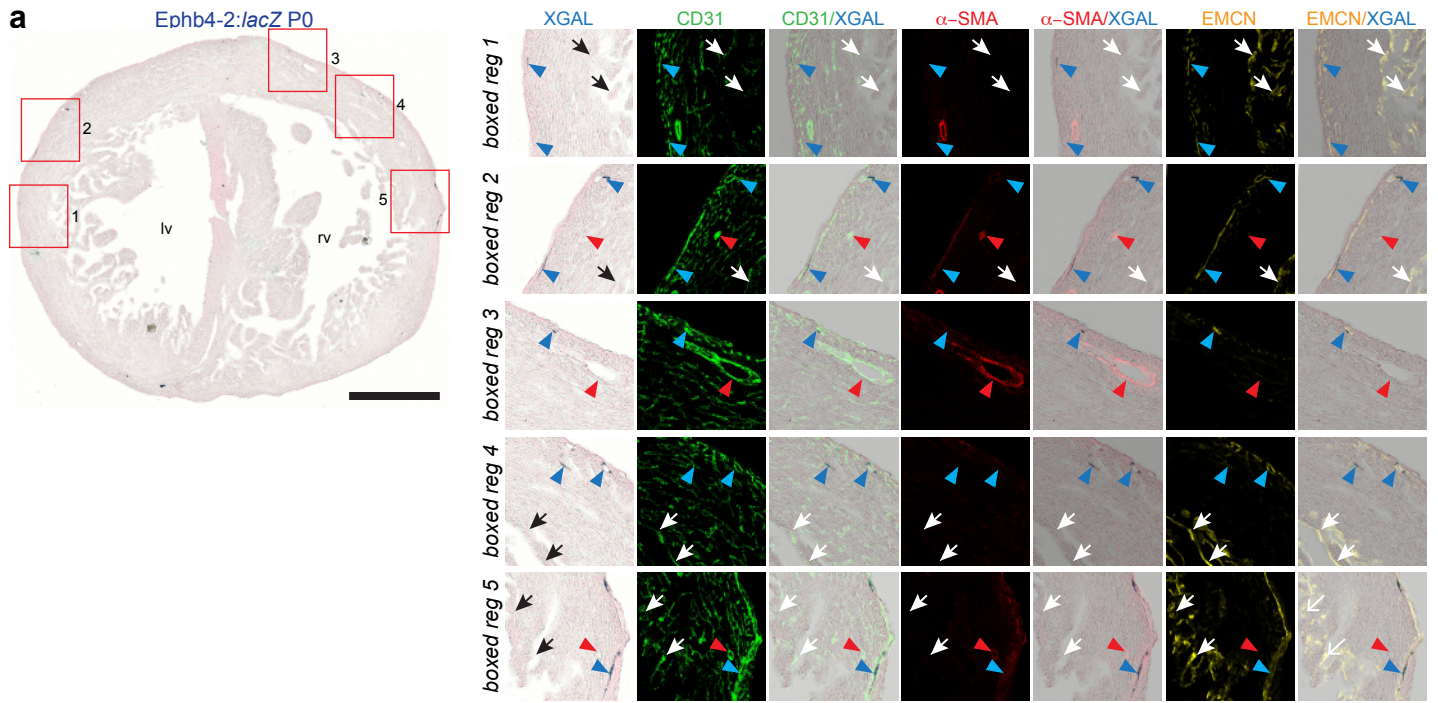 a
Ephb4-2:lacZ P0
XGAL CD31 CD31/XGAL α-SMA α-SMA/XGAL EMCN EMCN/XGAL
3
4
2
5
1
lv
rv
boxed reg 1
boxed reg 2
boxed reg 3
boxed reg 4
boxed reg 5